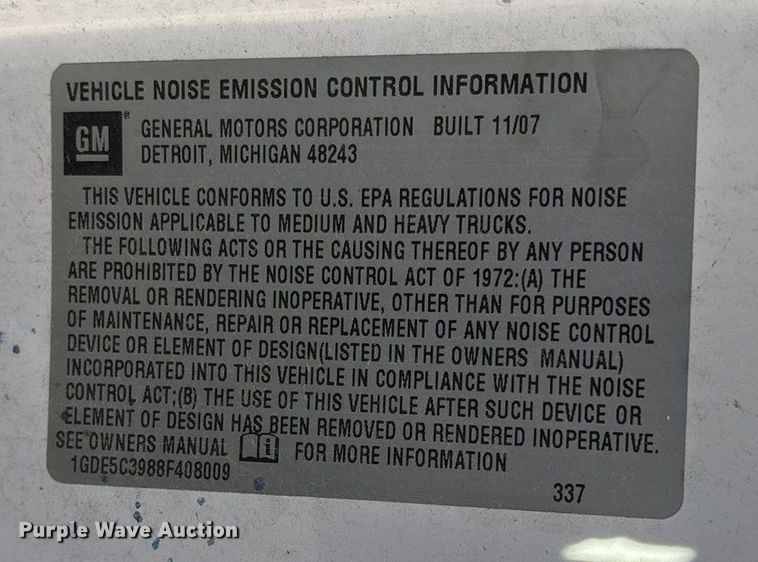 VEHICLE NOISE EMISSION CONTROL INFORMATION
GM® GENERAL MOTORS CORPORATION BUILT 11/07
DETROIT, MICHIGAN 48243
THIS VEHICLE CONFORMS TO U.S. EPA REGULATIONS FOR NOISE
EMISSION APPLICABLE TO MEDIUM AND HEAVY TRUCKS.
THE FOLLOWING ACTS OR THE CAUSING THEREOF BY ANY PERSON
ARE PROHIBITED BY THE NOISE CONTROL ACT OF 1972:(A) THE
REMOVAL OR RENDERING INOPERATIVE, OTHER THAN FOR PURPOSES
OF MAINTENANCE, REPAIR OR REPLACEMENT OF ANY NOISE CONTROL
DEVICE OR ELEMENT OF DESIGN(LISTED IN THE OWNERS MANUAL)
INCORPORATED INTO THIS VEHICLE IN COMPLIANCE WITH THE NOISE
CONTROL ACT;(B) THE USE OF THIS VEHICLE AFTER SUCH DEVICE OR
ELEMENT OF DESIGN HAS BEEN REMOVED OR RENDERED INOPERATIVE.
SEE OWNERS MANUAL i FOR MORE INFORMATION
1GDE5C3988F408009
337
Purple Wave Auction